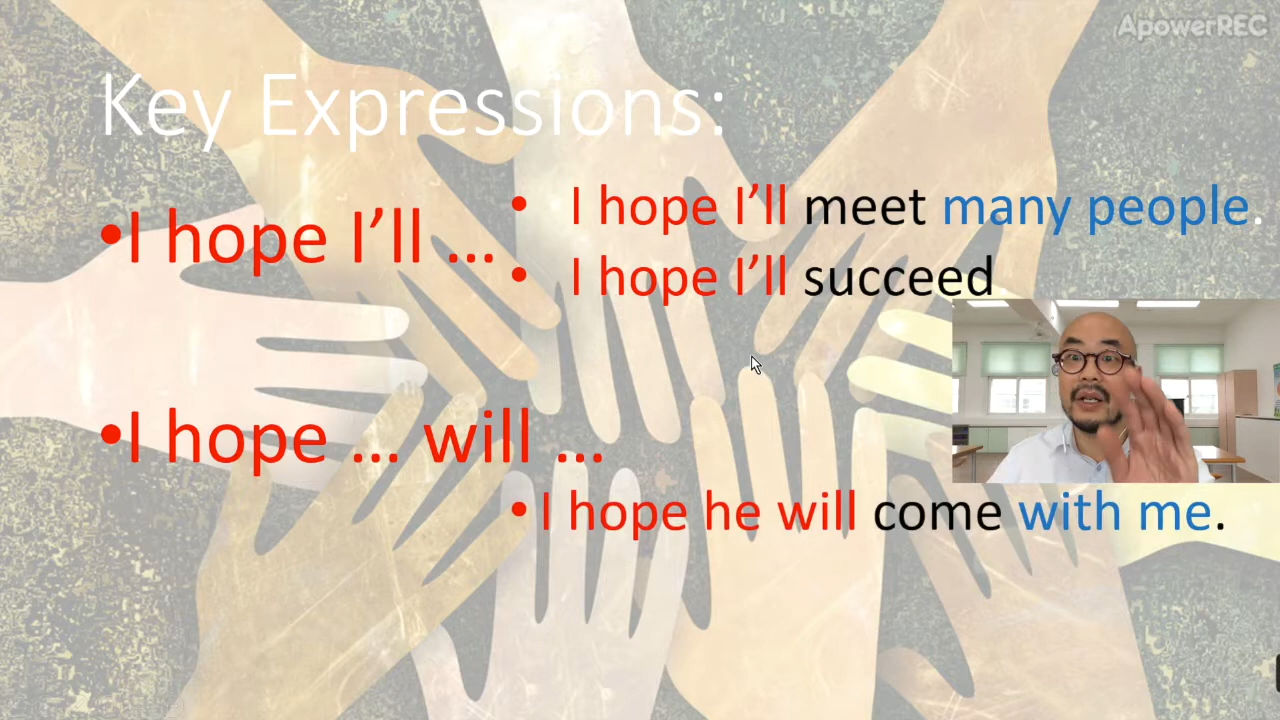 ApowerREC
Key Expressions:
•I hope I’ll …
• I hope I’ll meet many people.
• I hope I’ll succeed
•I hope … will …
• I hope he will come with me.